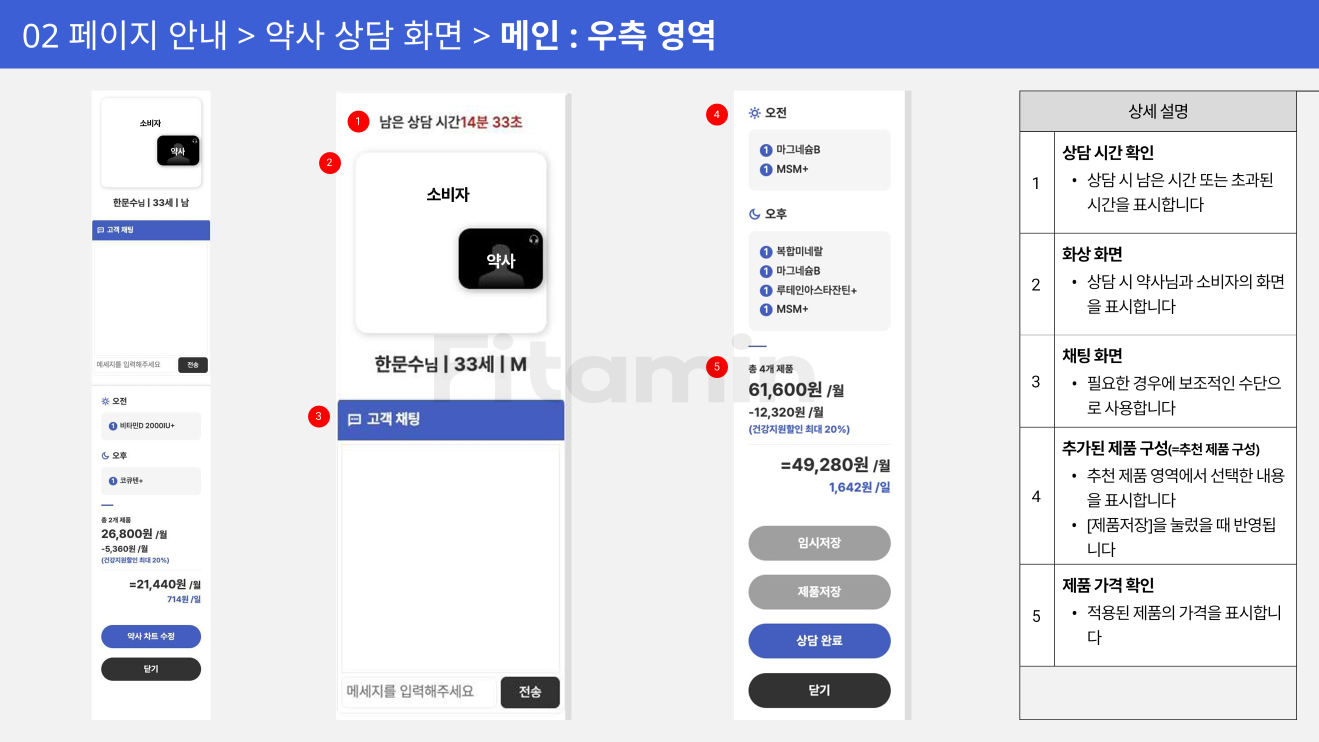 02 페이지 안내 > 약사 상담 화면 > 메인 : 우측 영역
소비자
약사
한문수님 | 33세 | 남
고객 채팅
메세지를 입력해주세요
전송
오전
1 비타민D 2000IU+
오후
1 코큐텐+
총 2개 제품
26,800원 /월
-5,360원 /월
(건강지원할인 최대 20%)
=21,440원 /월
714원 /일
약사 차트 수정
닫기
1
남은 상담 시간14분 33초
2
소비자
약사
한문수님 | 33세 | M
3
고객 채팅
메세지를 입력해주세요
전송
Fitamin
4
오전
1 마그네슘B
1 MSM+
오후
1 복합미네랄
1 마그네슘B
1 루테인아스타잔틴+
1 MSM+
5
총 4개 제품
61,600원 /월
-12,320원 /월
(건강지원할인 최대 20%)
=49,280원 /월
1,642원 /일
임시저장
제품저장
상담 완료
닫기
상세 설명
1
상담 시간 확인
• 상담 시 남은 시간 또는 초과된
시간을 표시합니다
2
화상 화면
• 상담 시 약사님과 소비자의 화면
을 표시합니다
3
채팅 화면
• 필요한 경우에 보조적인 수단으
로 사용합니다
4
추가된 제품 구성(=추천 제품 구성)
• 추천 제품 영역에서 선택한 내용
을 표시합니다
• [제품저장]을 눌렀을 때 반영됩
니다
5
제품 가격 확인
• 적용된 제품의 가격을 표시합니
다